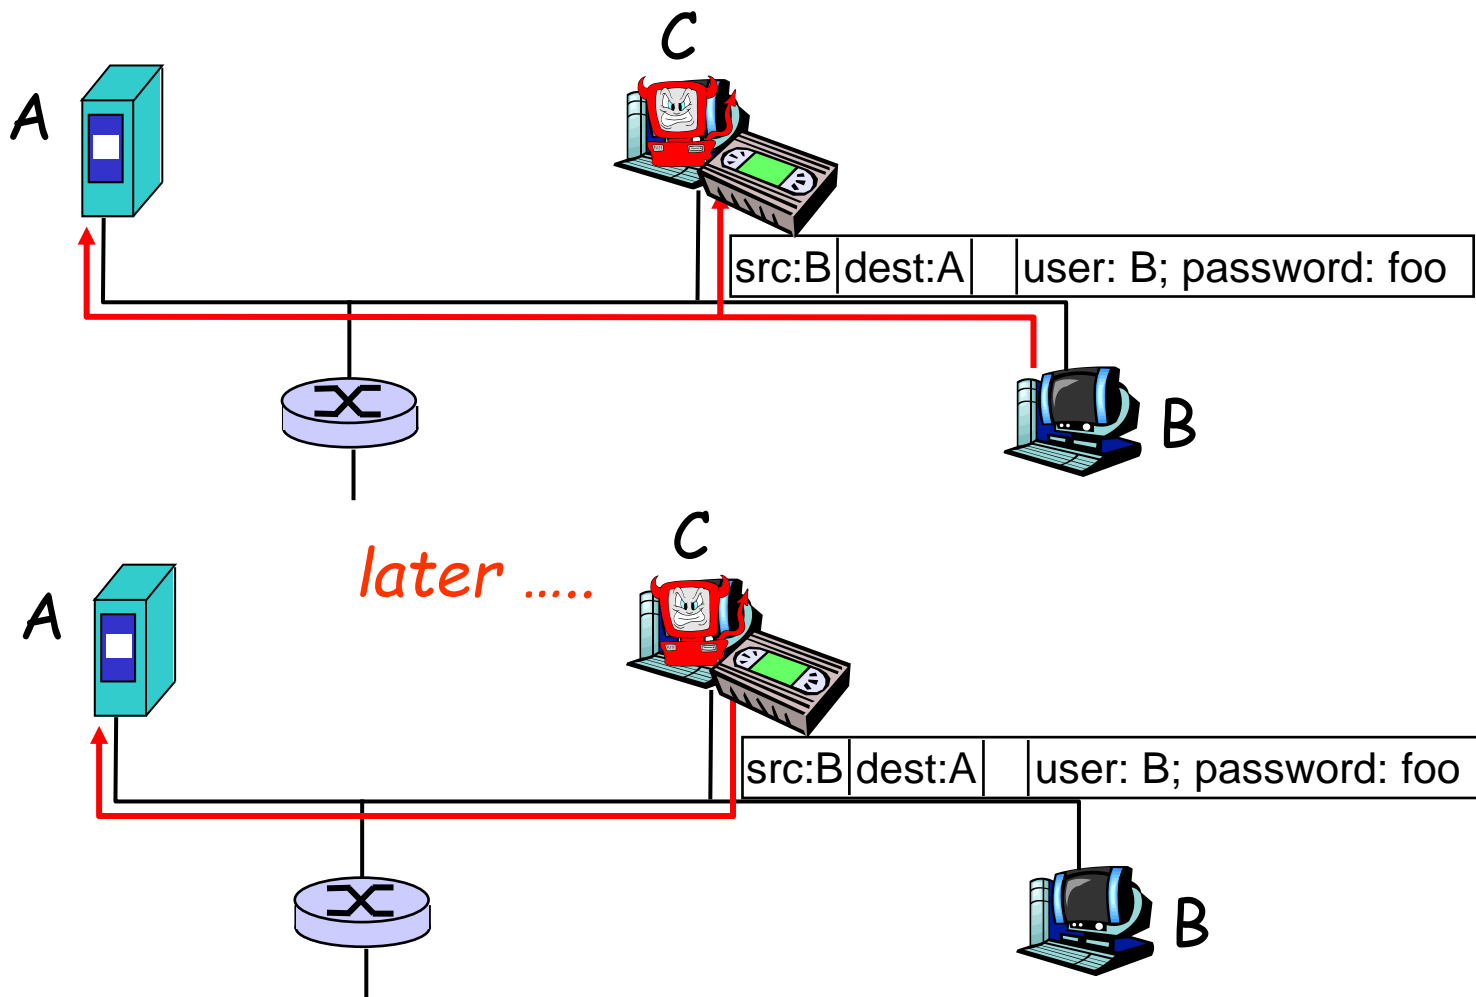 C
A
src:B dest:A user: B; password: foo
B
later .....
C
A
src:B dest:A user: B; password: foo
B